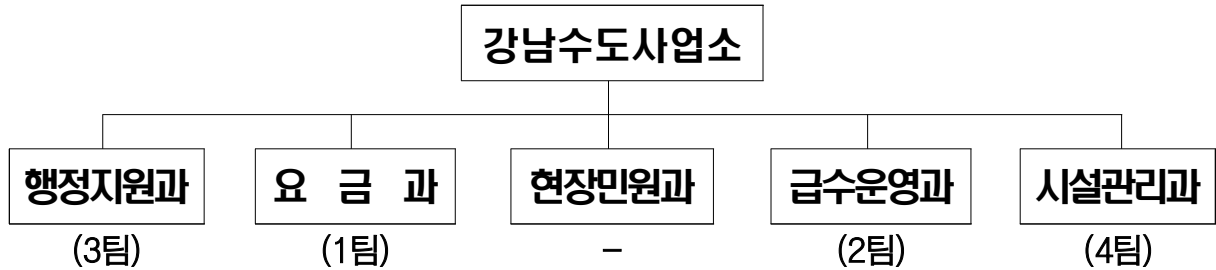 강남수도사업소
행정지원과 요 금 과 현장민원과 급수운영과 시설관리과
(3팀) (1팀) – (2팀) (4팀)